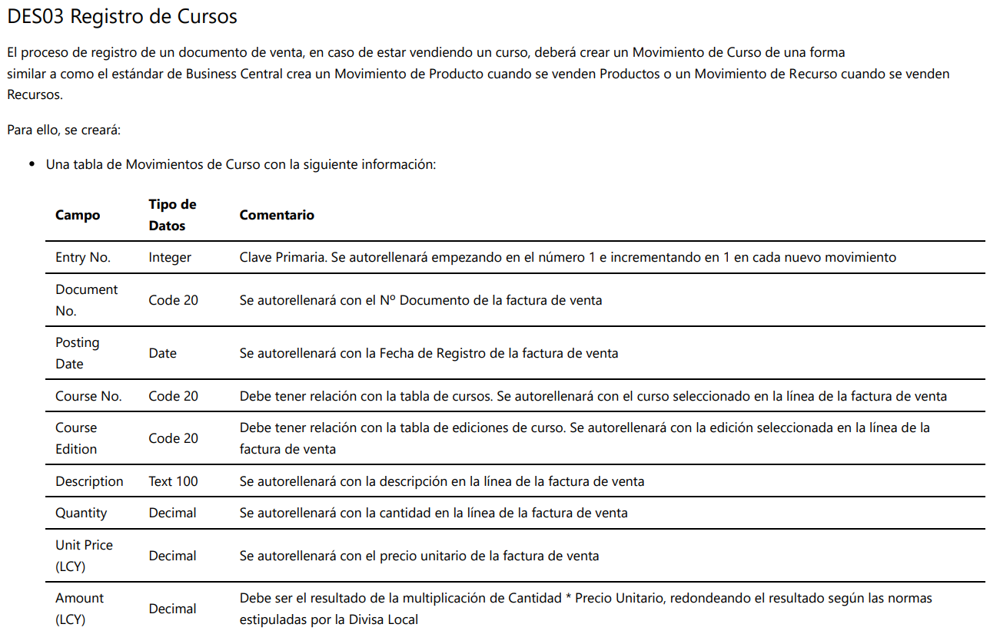 DES03 Registro de Cursos
El proceso de registro de un documento de venta, en caso de estar vendiendo un curso, deberá crear un Movimiento de Curso de una forma
similar a como el estándar de Business Central crea un Movimiento de Producto cuando se venden Productos o un Movimiento de Recurso cuando se venden
Recursos.
Para ello, se creará:
• Una tabla de Movimientos de Curso con la siguiente información:
Campo Tipo de Datos Comentario
Entry No. Integer Clave Primaria. Se autorellenará empezando en el número 1 e incrementando en 1 en cada nuevo movimiento
Document No. Code 20 Se autorellenará con el Nº Documento de la factura de venta
Posting Date Date Se autorellenará con la Fecha de Registro de la factura de venta
Course No. Code 20 Debe tener relación con la tabla de cursos. Se autorellenará con el curso seleccionado en la línea de la factura de venta
Course Edition Code 20 Debe tener relación con la tabla de ediciones de curso. Se autorellenará con la edición seleccionada en la línea de la
factura de venta
Description Text 100 Se autorellenará con la descripción en la línea de la factura de venta
Quantity Decimal Se autorellenará con la cantidad en la línea de la factura de venta
Unit Price (LCY) Decimal Se autorellenará con el precio unitario de la factura de venta
Amount (LCY) Decimal Debe ser el resultado de la multiplicación de Cantidad * Precio Unitario, redondeando el resultado según las normas
estipuladas por la Divisa Local